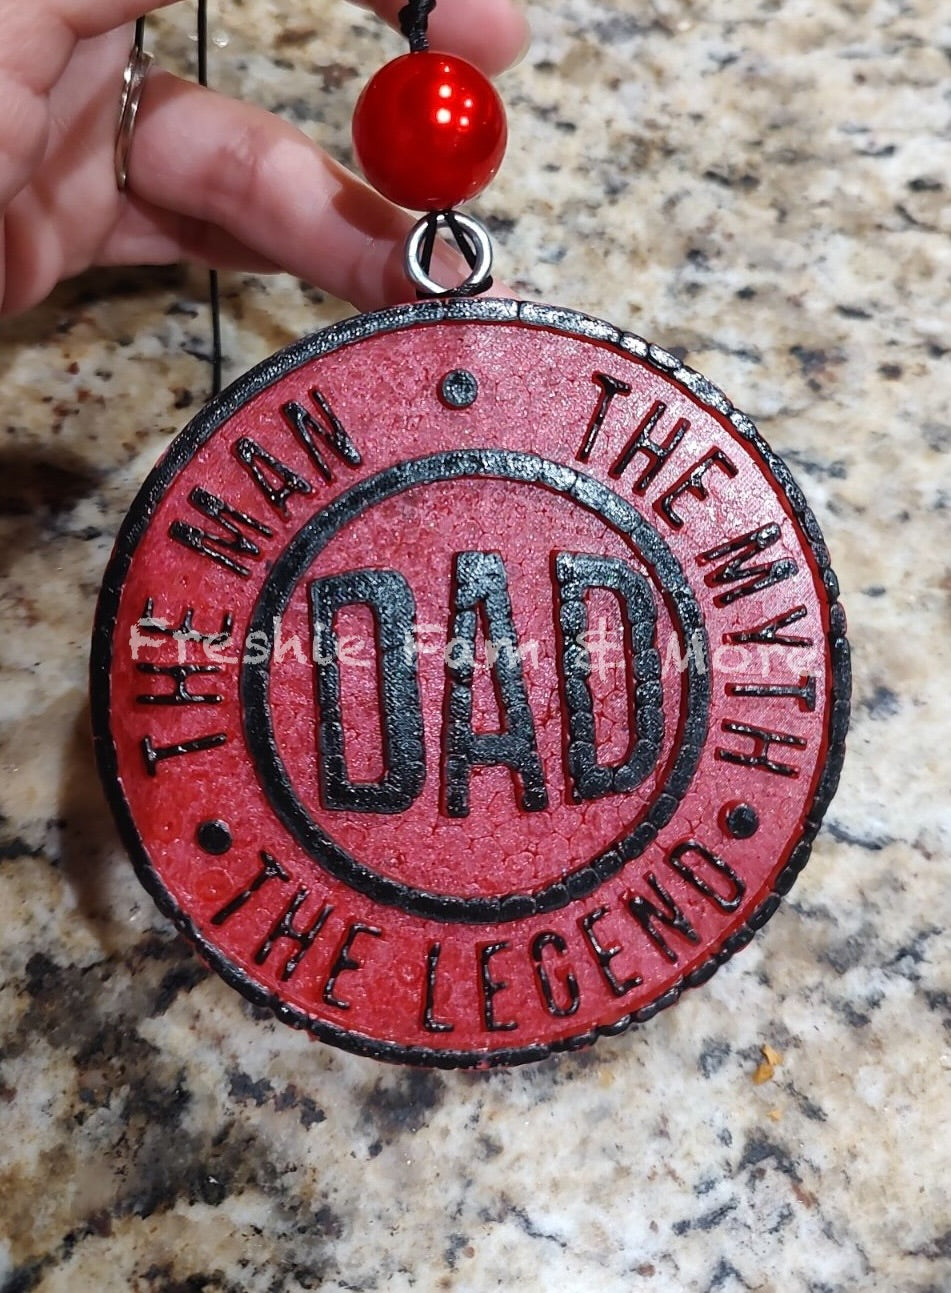 THE MAN
THE MYTH
DAD
THE LEGEND
Freshie Fam & More